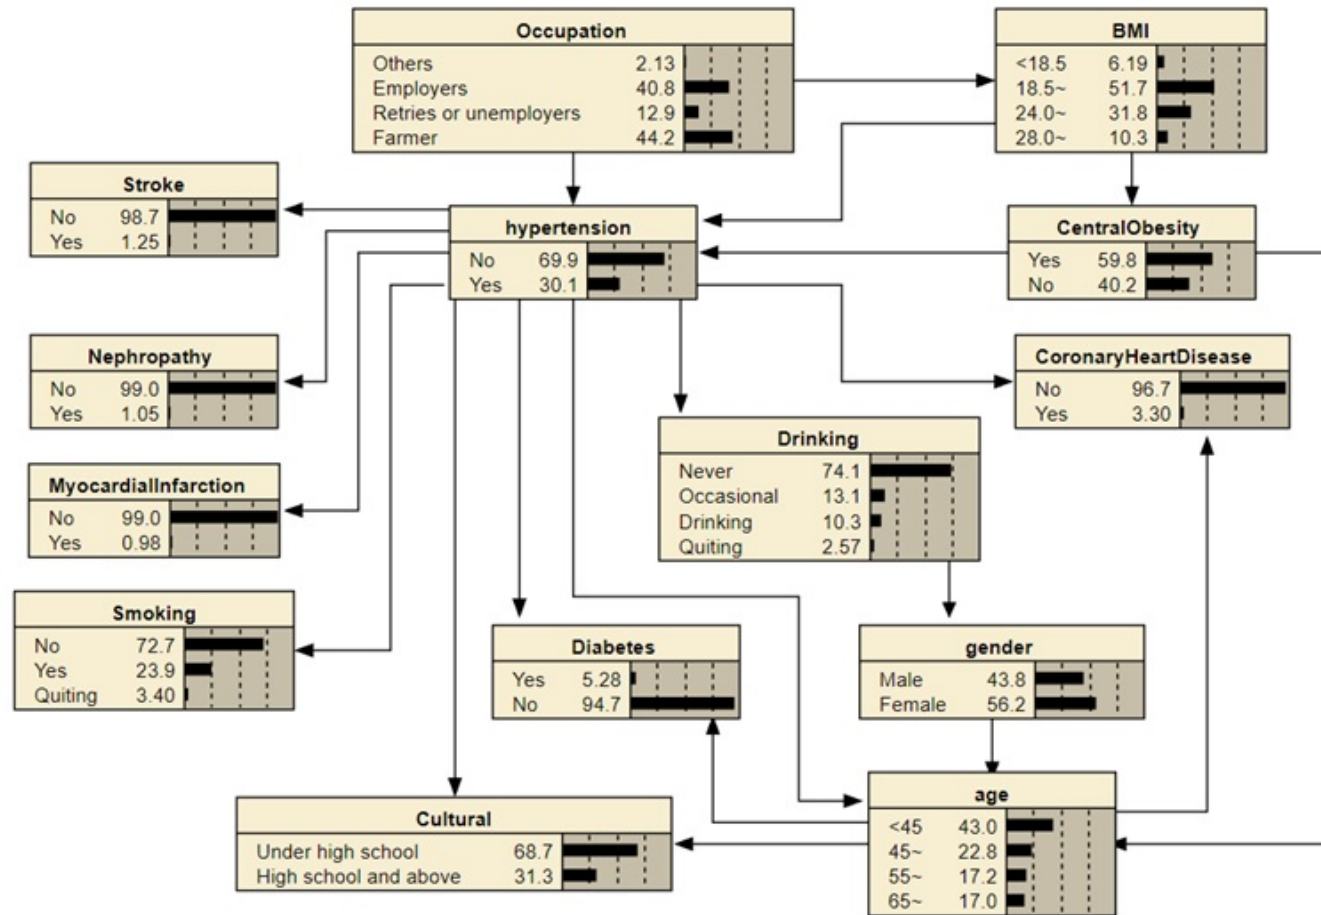 Occupation
Others 2.13
Employers 40.8
Retries or unemployers 12.9
Farmer 44.2
BMI
<18.5 6.19
18.5~ 51.7
24.0~ 31.8
28.0~ 10.3
Stroke
No 98.7
Yes 1.25
hypertension
No 69.9
Yes 30.1
CentralObesity
Yes 59.8
No 40.2
Nephropathy
No 99.0
Yes 1.05
CoronaryHeartDisease
No 96.7
Yes 3.30
Drinking
Never 74.1
Occasional 13.1
Drinking 10.3
Quiting 2.57
MyocardialInfarction
No 99.0
Yes 0.98
Smoking
No 72.7
Yes 23.9
Quiting 3.40
Diabetes
Yes 5.28
No 94.7
gender
Male 43.8
Female 56.2
Cultural
Under high school 68.7
High school and above 31.3
age
<45 43.0
45~ 22.8
55~ 17.2
65~ 17.0